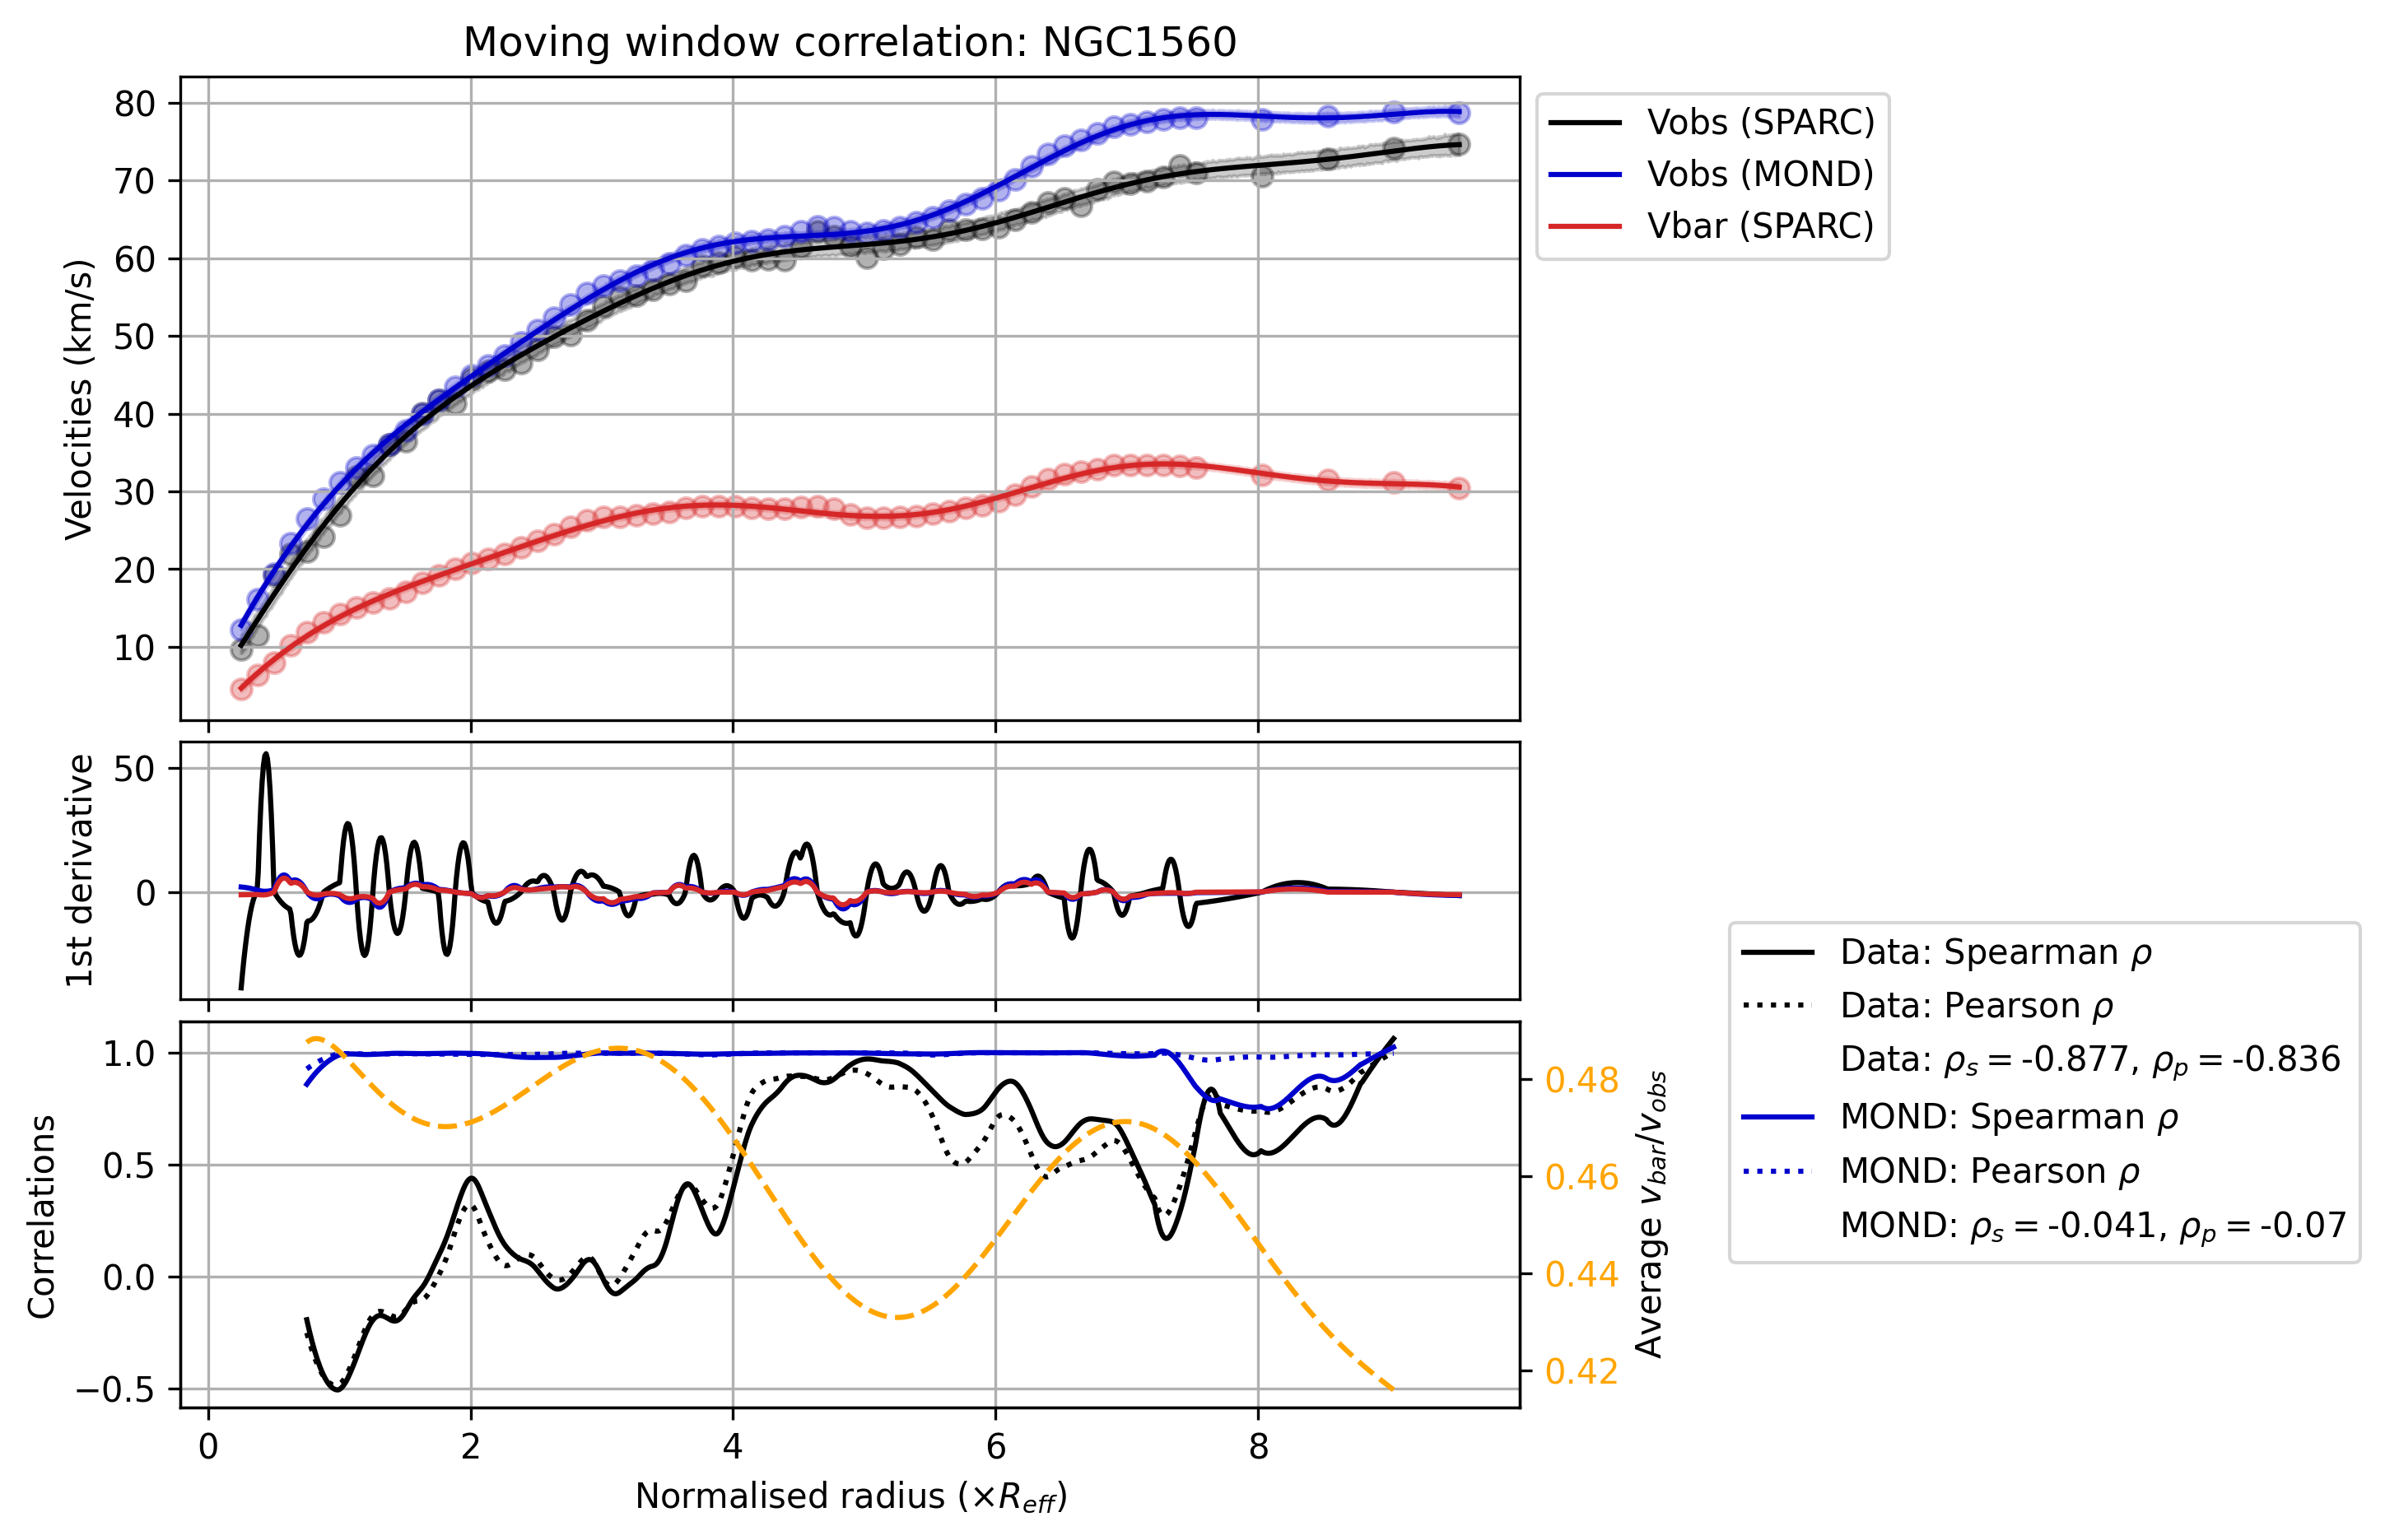 Moving window correlation: NGC1560
80
70
60
50
40
30
20
10
Velocities (km/s)
Vobs (SPARC)
Vobs (MOND)
Vbar (SPARC)
50
0
1st derivative
1.0
0.5
0.0
−0.5
Correlations
0.48
0.46
0.44
0.42
Average v_bar/v_obs
Data: Spearman ρ
Data: Pearson ρ
Data: ρ_s = -0.877, ρ_p = -0.836
MOND: Spearman ρ
MOND: Pearson ρ
MOND: ρ_s = -0.041, ρ_p = -0.07
0 2 4 6 8
Normalised radius (×R_eff)